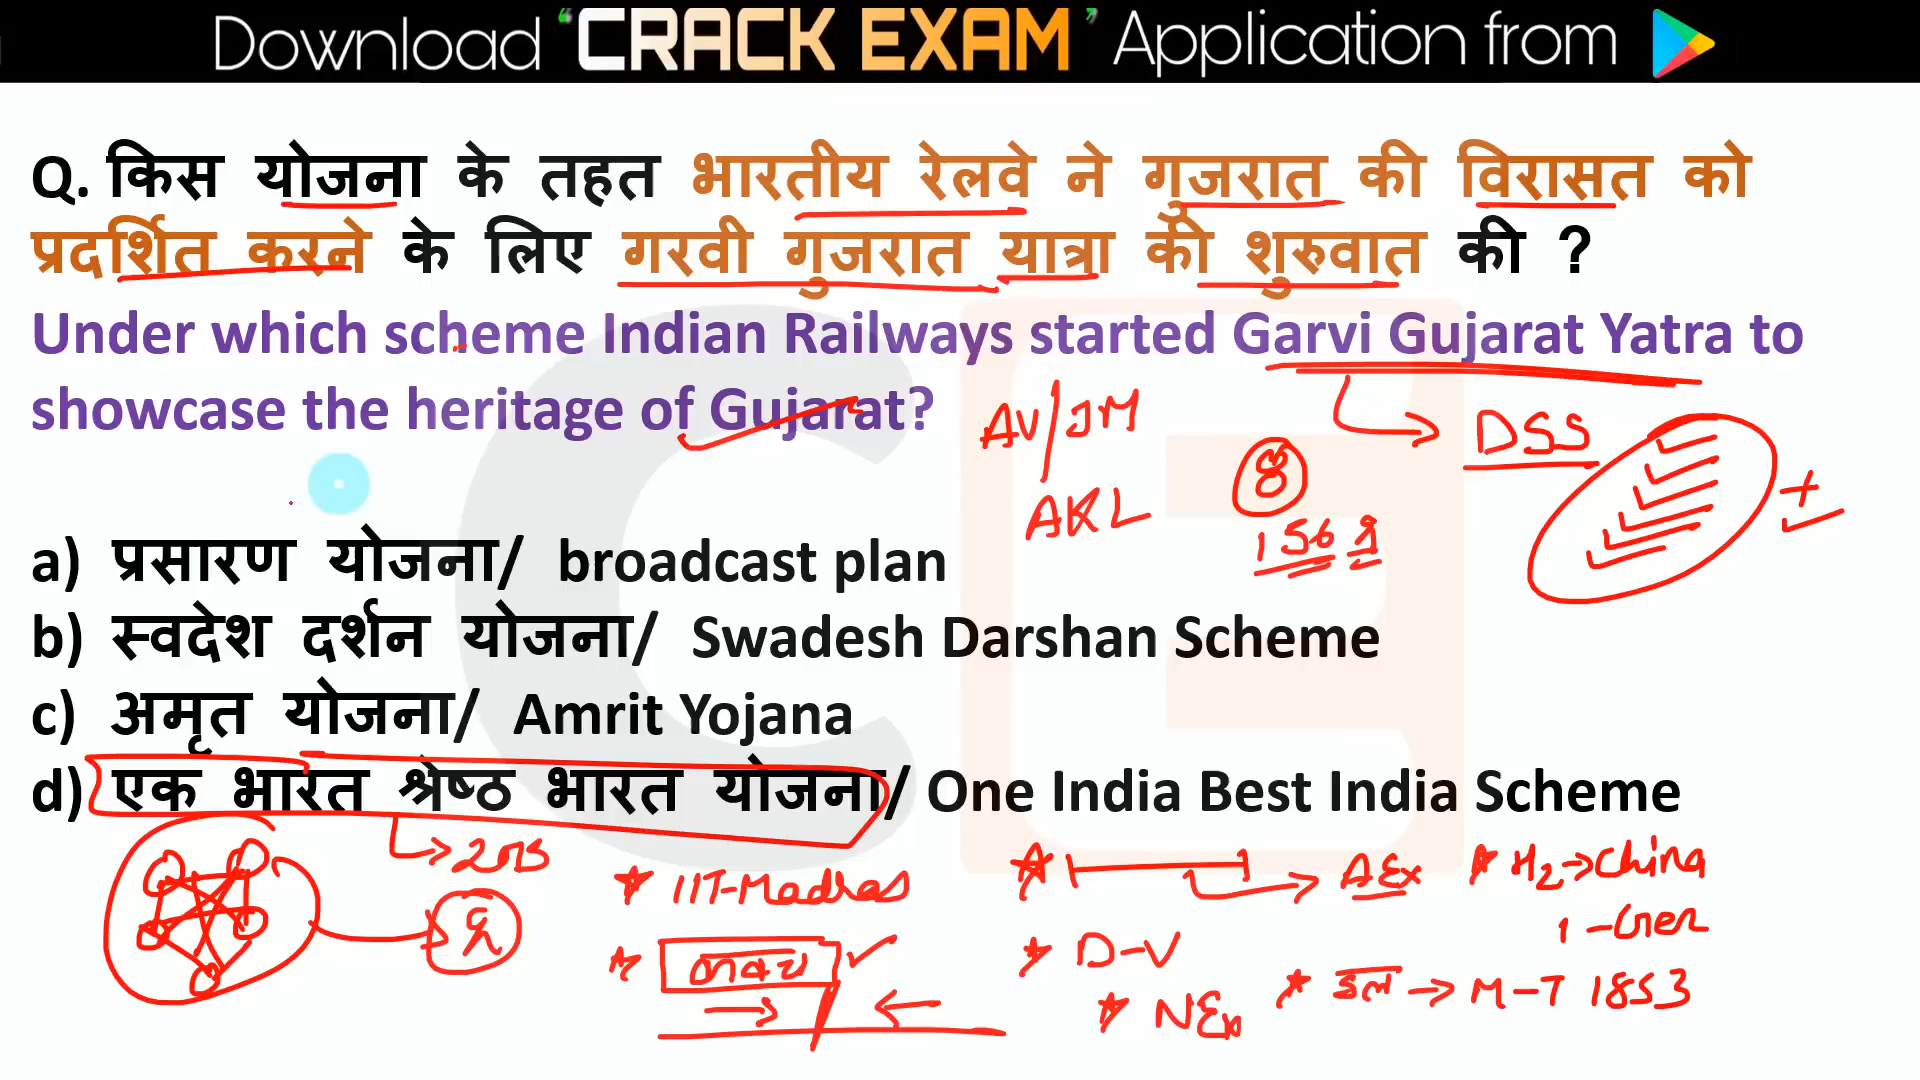 Download 'CRACK EXAM' Application from
Q. किस योजना के तहत भारतीय रेलवे ने गुजरात की विरासत को
प्रदर्शित करने के लिए गरवी गुजरात यात्रा की शुरुवात की ?
Under which scheme Indian Railways started Garvi Gujarat Yatra to
showcase the heritage of Gujarat?
AV/JM
DSS
8
AKL
156
a) प्रसारण योजना/ broadcast plan
b) स्वदेश दर्शन योजना/ Swadesh Darshan Scheme
c) अमृत योजना/ Amrit Yojana
d) एक भारत श्रेष्ठ भारत योजना/ One India Best India Scheme
2015
IIT-Madras
A
AEx
H2→China
1-Ger
D-V
NEx
M-T 1853